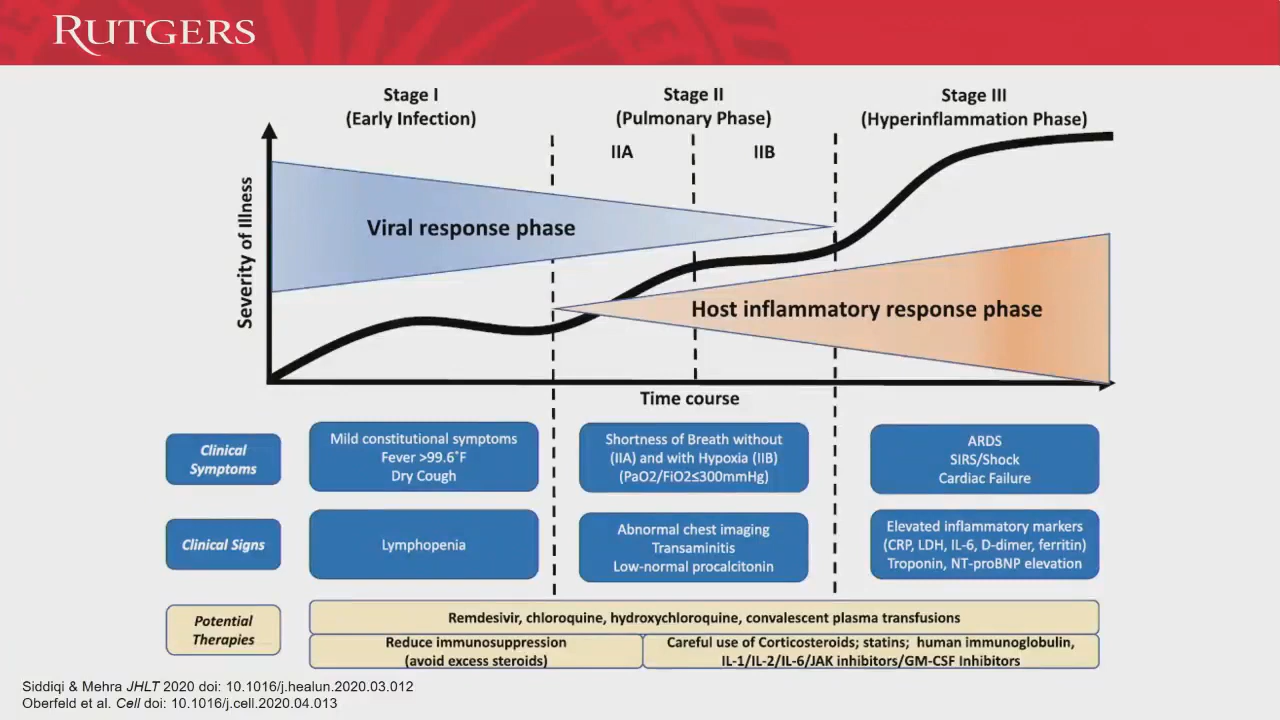 RUTGERS
Stage I
(Early Infection)
Stage II
(Pulmonary Phase)
Stage III
(Hyperinflammation Phase)
IIA
IIB
Severity of Illness
Viral response phase
Host inflammatory response phase
Time course
Clinical
Symptoms
Mild constitutional symptoms
Fever >99.6°F
Dry Cough
Shortness of Breath without
(IIA) and with Hypoxia (IIB)
(PaO2/FiO2≤300mmHg)
ARDS
SIRS/Shock
Cardiac Failure
Clinical Signs
Lymphopenia
Abnormal chest imaging
Transaminitis
Low-normal procalcitonin
Elevated inflammatory markers
(CRP, LDH, IL-6, D-dimer, ferritin)
Troponin, NT-proBNP elevation
Potential
Therapies
Remdesivir, chloroquine, hydroxychloroquine, convalescent plasma transfusions
Reduce immunosuppression
(avoid excess steroids)
Careful use of Corticosteroids; statins; human immunoglobulin,
IL-1/IL-2/IL-6/JAK inhibitors/GM-CSF Inhibitors
Siddiqi & Mehra JHLT 2020 doi: 10.1016/j.healun.2020.03.012
Oberfeld et al. Cell doi: 10.1016/j.cell.2020.04.013